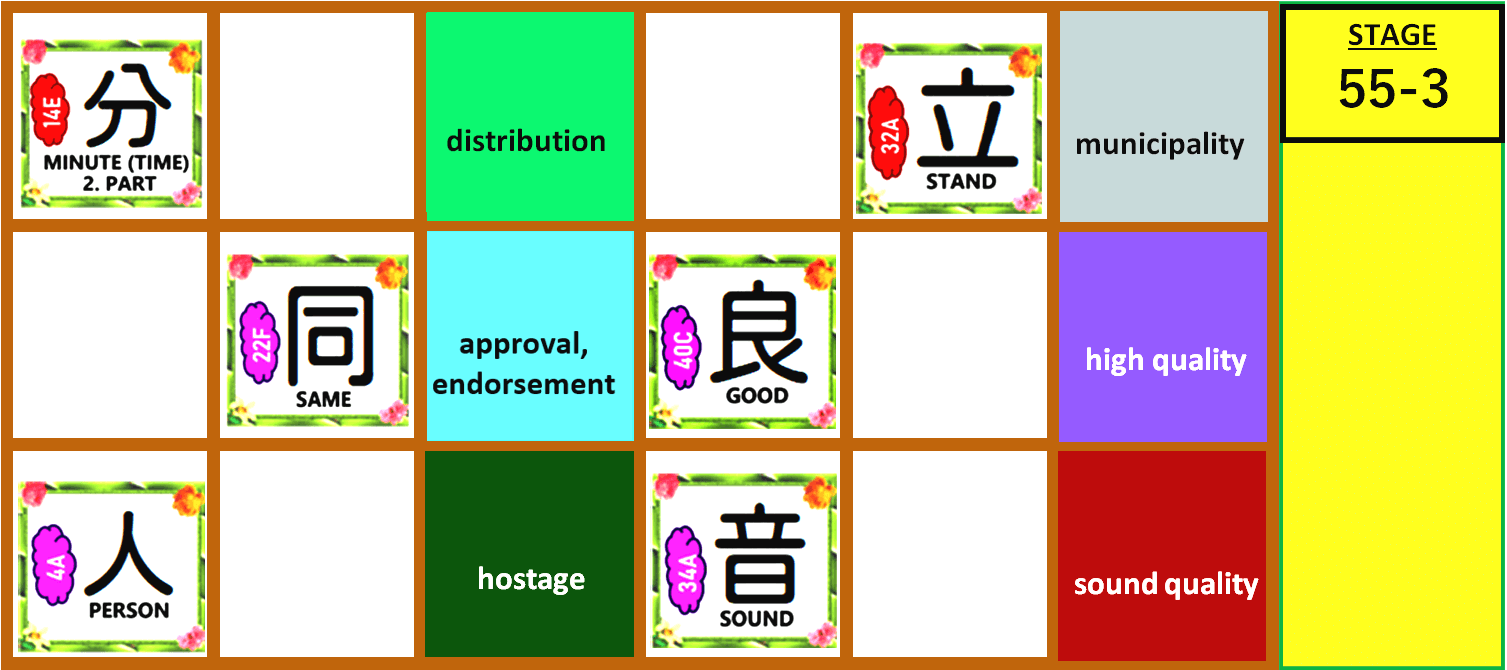 14E
分
MINUTE (TIME)
2. PART
distribution
32A
立
STAND
municipality
STAGE
55-3
22F
同
SAME
approval,
endorsement
40C
良
GOOD
high quality
4A
人
PERSON
hostage
34A
音
SOUND
sound quality